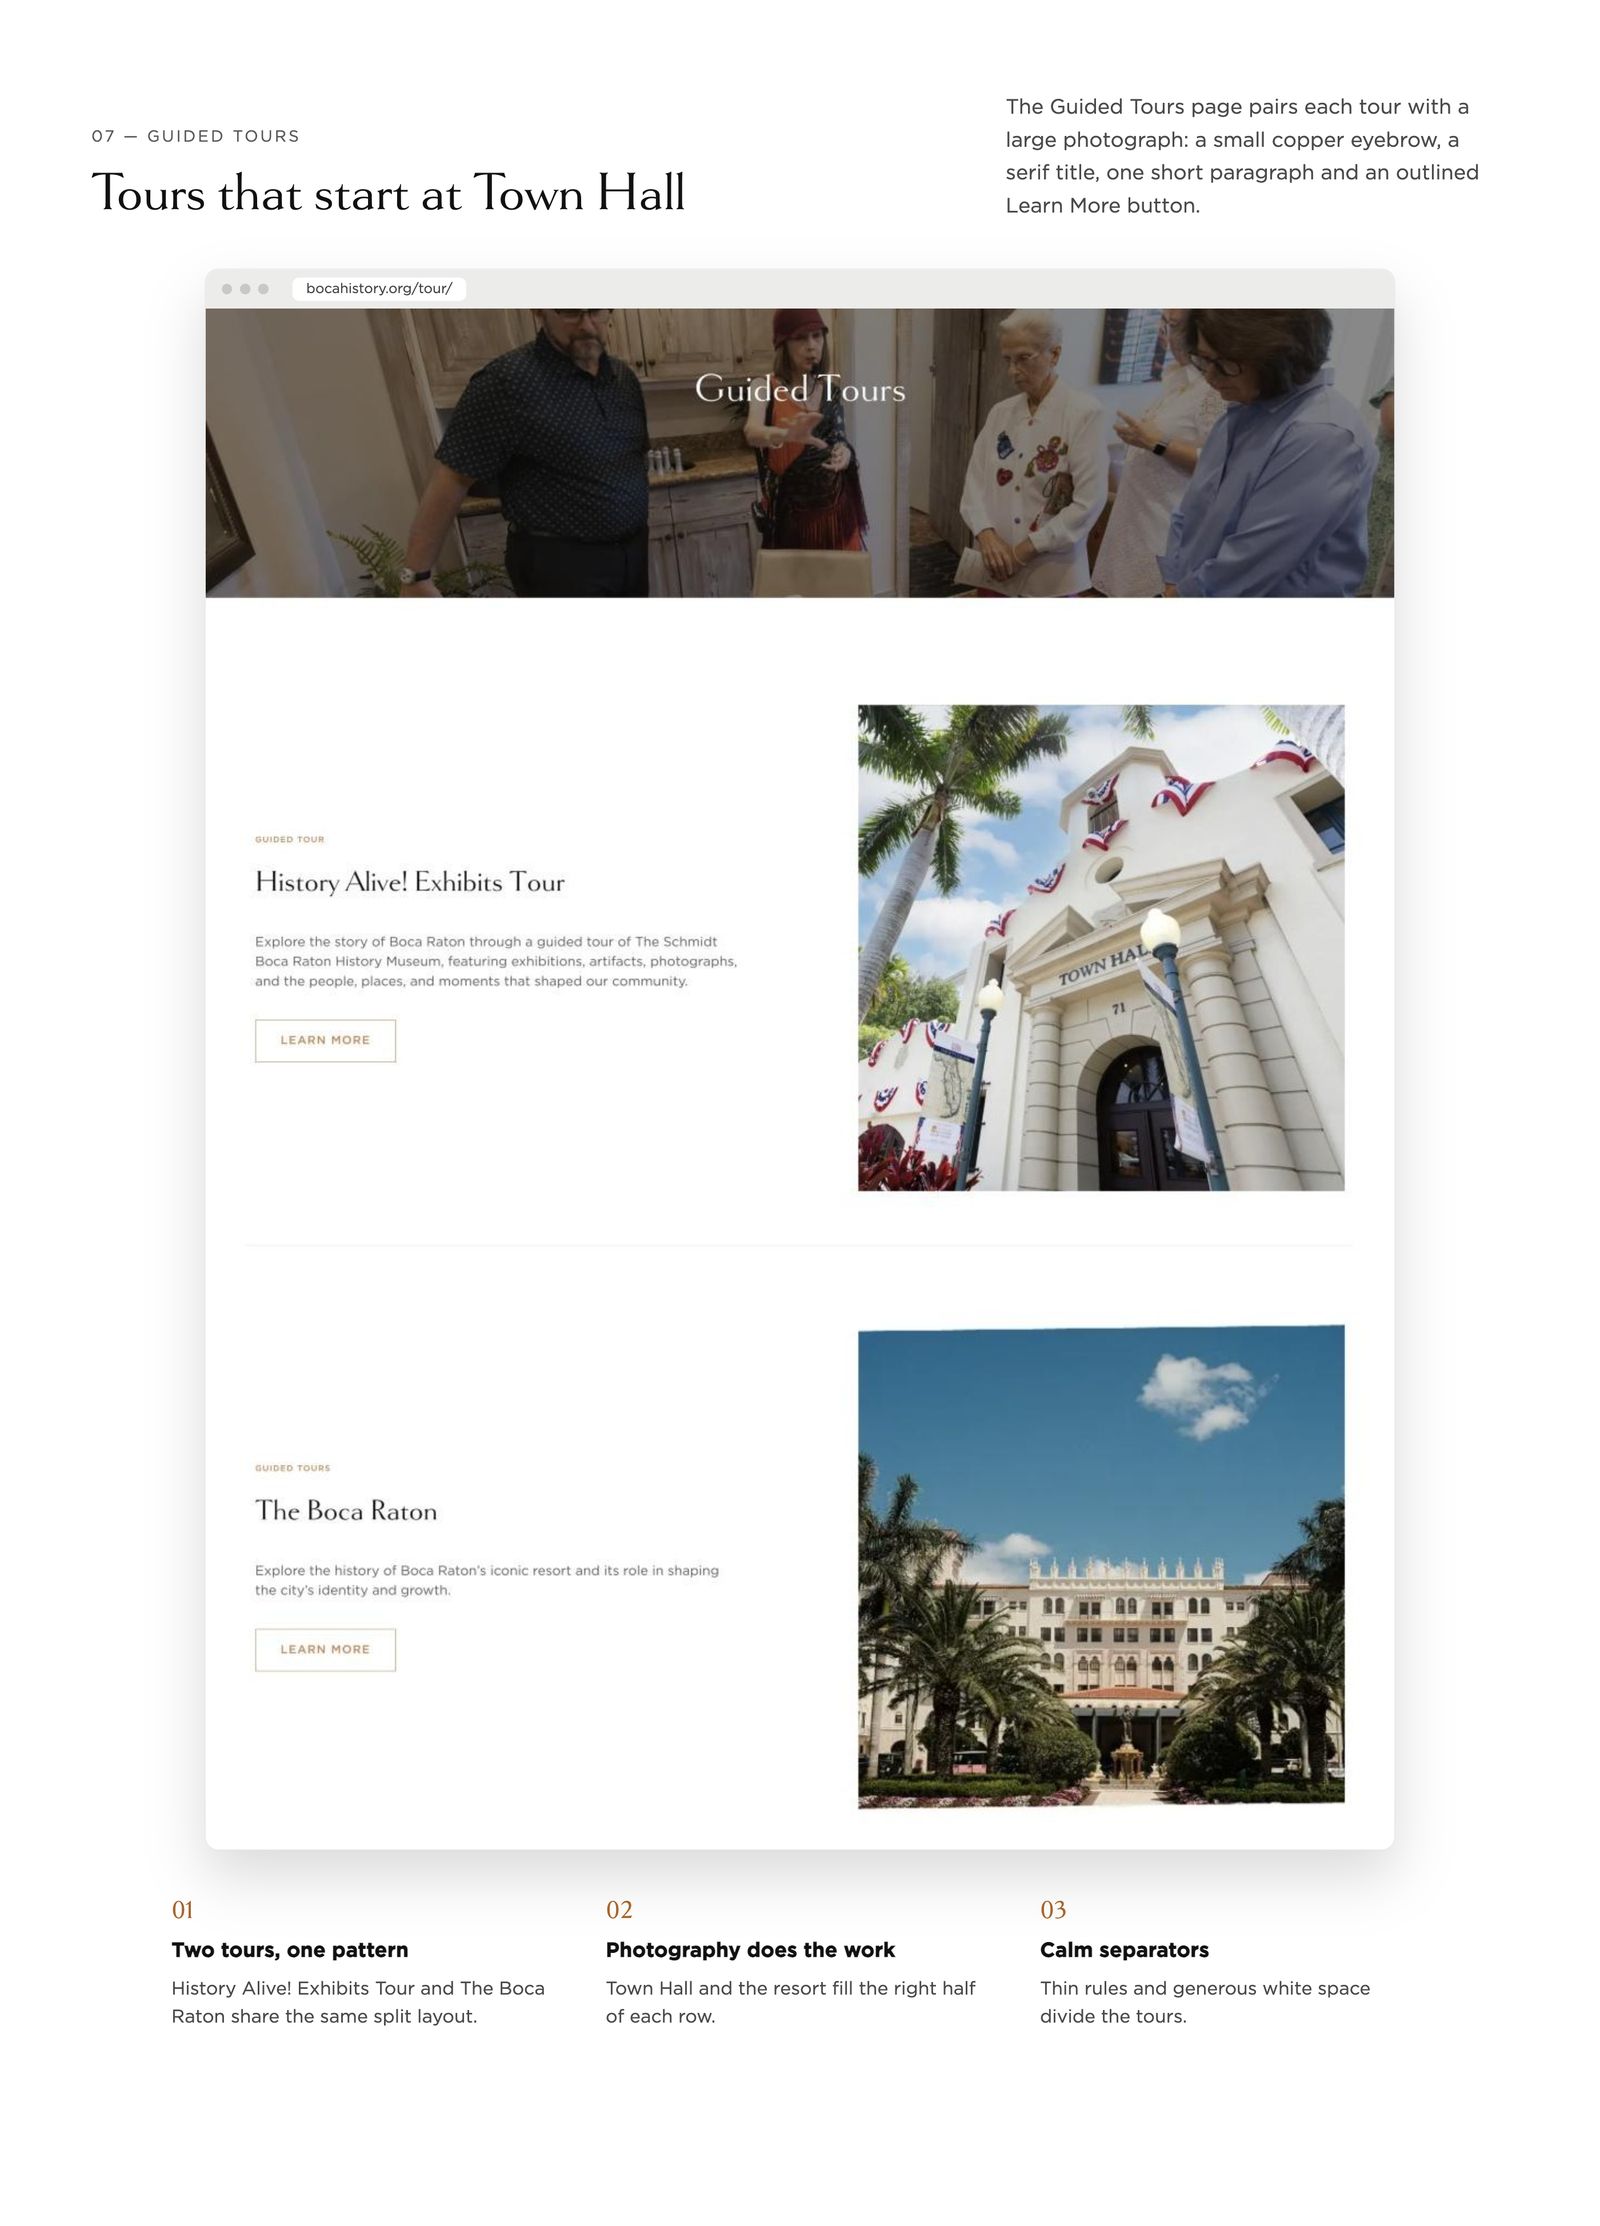 07 — GUIDED TOURS
Tours that start at Town Hall
The Guided Tours page pairs each tour with a
large photograph: a small copper eyebrow, a
serif title, one short paragraph and an outlined
Learn More button.
bocahistory.org/tour/
Guided Tours
GUIDED TOUR
History Alive! Exhibits Tour
Explore the story of Boca Raton through a guided tour of The Schmidt
Boca Raton History Museum, featuring exhibitions, artifacts, photographs,
and the people, places, and moments that shaped our community.
LEARN MORE
TOWN HALL
71
GUIDED TOURS
The Boca Raton
Explore the history of Boca Raton’s iconic resort and its role in shaping
the city’s identity and growth.
LEARN MORE
01
Two tours, one pattern
History Alive! Exhibits Tour and The Boca
Raton share the same split layout.
02
Photography does the work
Town Hall and the resort fill the right half
of each row.
03
Calm separators
Thin rules and generous white space
divide the tours.